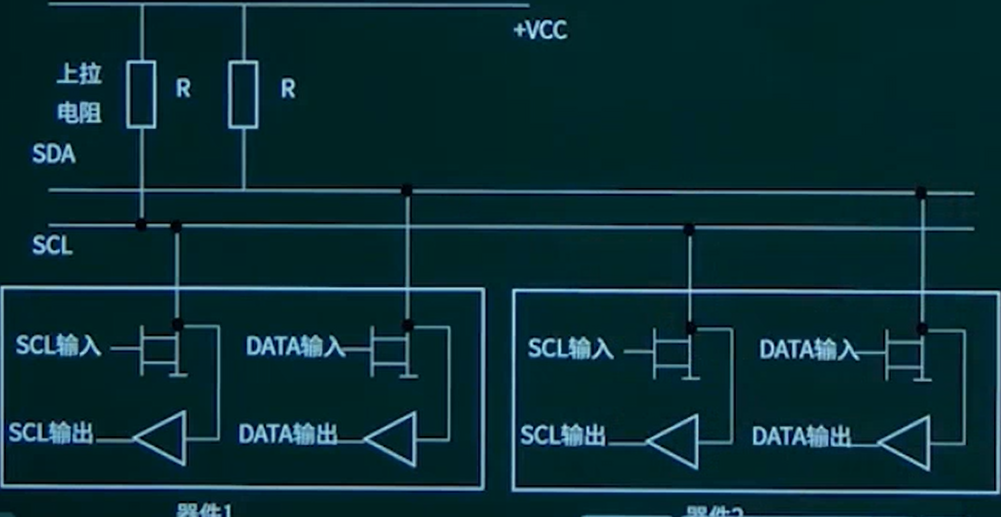 +VCC
上拉
电阻
R
R
SDA
SCL
SCL输入
DATA输入
SCL输入
DATA输入
SCL输出
DATA输出
SCL输出
DATA输出
器件1
器件2